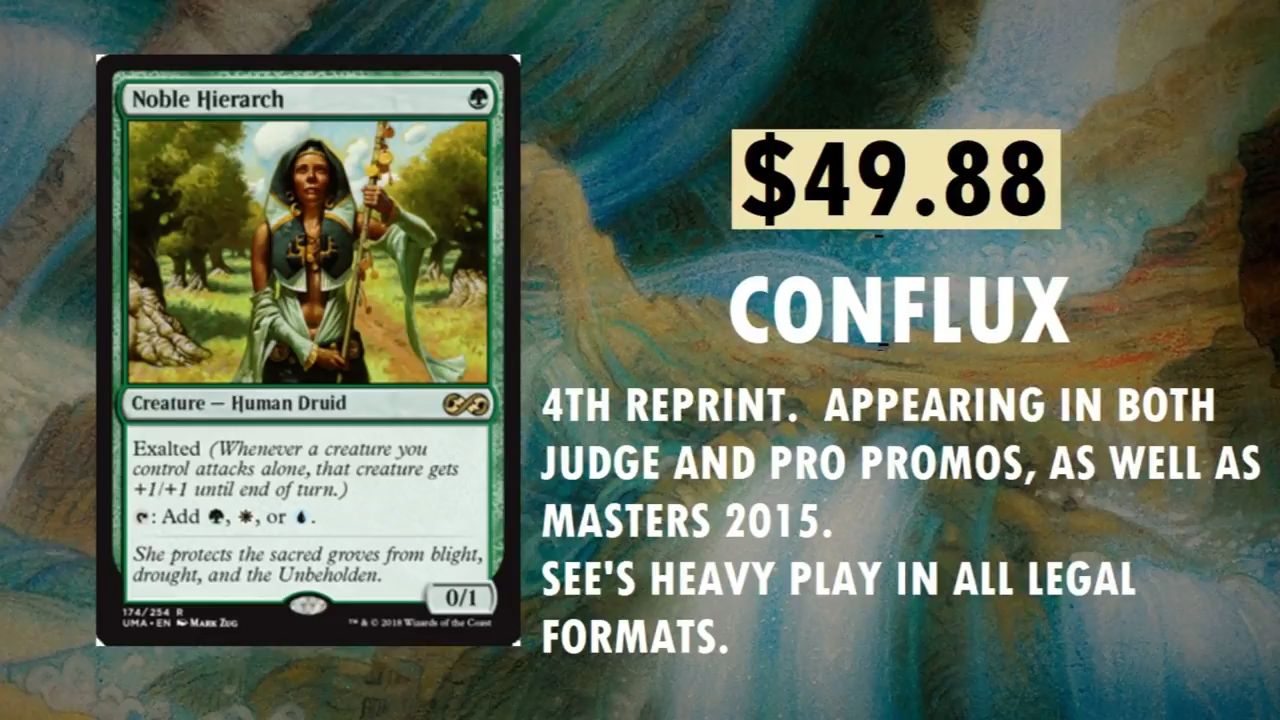 Noble Hierarch
Creature — Human Druid
Exalted (Whenever a creature you
control attacks alone, that creature gets
+1/+1 until end of turn.)
: Add , , or .
She protects the sacred groves from blight,
drought, and the Unbeholden.
0/1
174/254 R
UMA • EN Mark Zug
™ & © 2018 Wizards of the Coast
$49.88
CONFLUX
4TH REPRINT. APPEARING IN BOTH
JUDGE AND PRO PROMOS, AS WELL AS
MASTERS 2015.
SEE'S HEAVY PLAY IN ALL LEGAL
FORMATS.